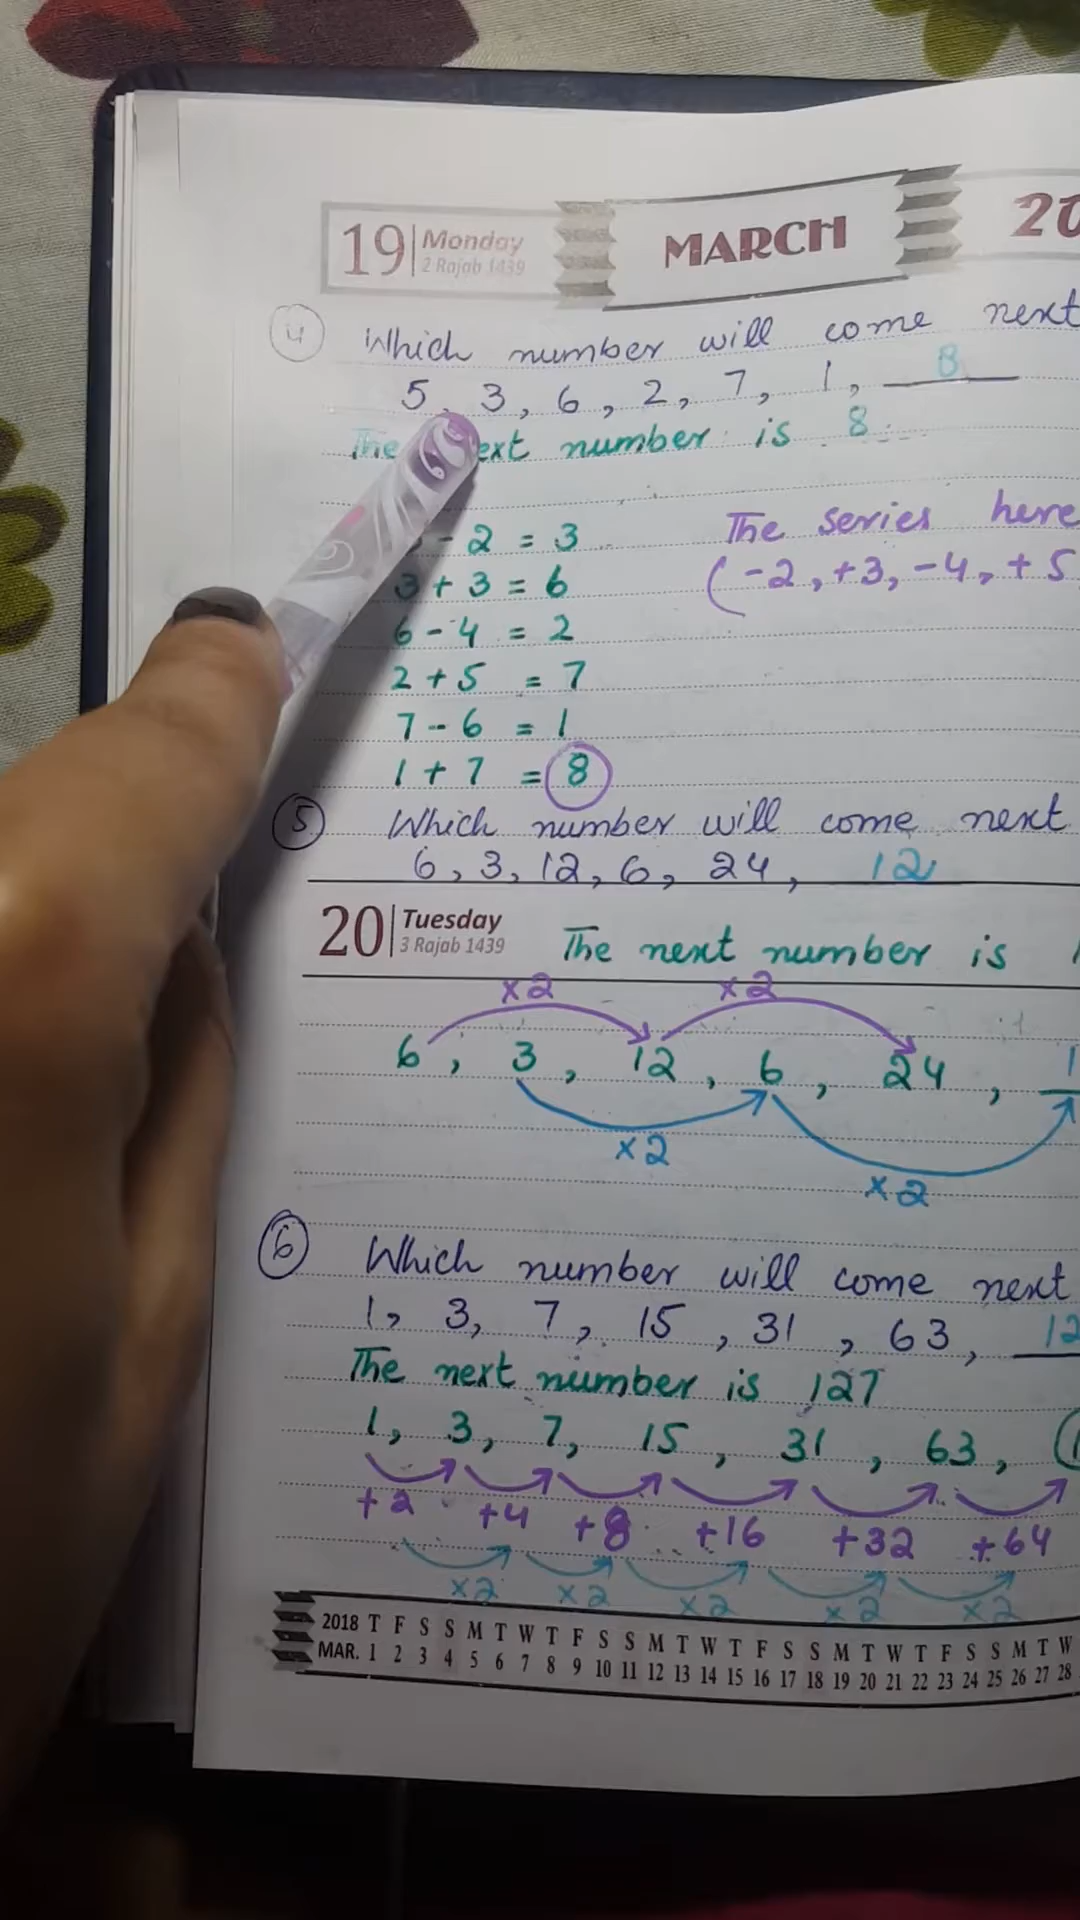 19 Monday
2 Rajab 1439
MARCH
20
4 Which number will come next
5, 3, 6, 2, 7, 1, 8
The ext number is 8
- 2 = 3
3 + 3 = 6
6 - 4 = 2
2 + 5 = 7
7 - 6 = 1
1 + 7 = 8
The series here
(-2, +3, -4, +5
5 Which number will come next
6, 3, 12, 6, 24, 12
20 Tuesday
3 Rajab 1439
The next number is 1
×2 ×2
6, 3, 12, 6, 24, 1
×2 ×2
6 Which number will come next
1, 3, 7, 15, 31, 63, 12
The next number is 127
1, 3, 7, 15, 31, 63, 1
+2 +4 +8 +16 +32 +64
×2 ×2 ×2 ×2 ×2
2018 T F S S M T W T F S S M T W T F S S M T W T F S S M T W
MAR. 1 2 3 4 5 6 7 8 9 10 11 12 13 14 15 16 17 18 19 20 21 22 23 24 25 26 27 28